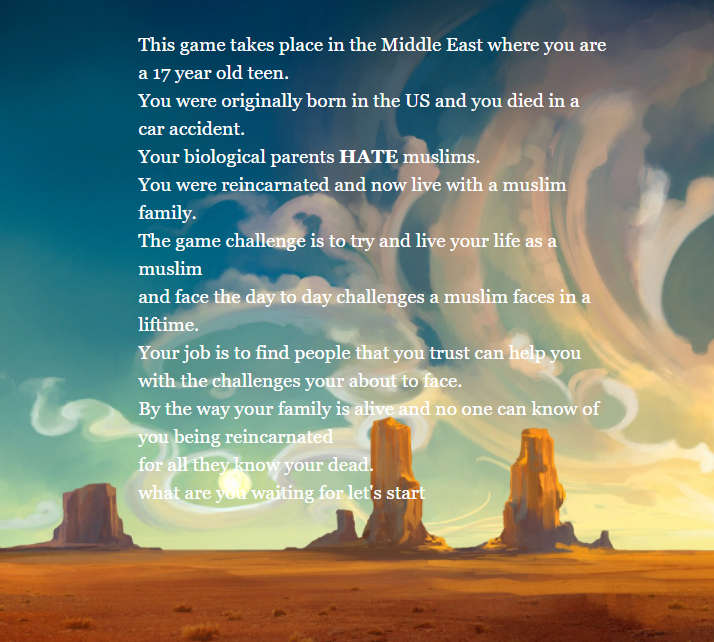 This game takes place in the Middle East where you are
a 17 year old teen.
You were originally born in the US and you died in a
car accident.
Your biological parents HATE muslims.
You were reincarnated and now live with a muslim
family.
The game challenge is to try and live your life as a
muslim
and face the day to day challenges a muslim faces in a
liftime.
Your job is to find people that you trust can help you
with the challenges your about to face.
By the way your family is alive and no one can know of
you being reincarnated
for all they know your dead.
what are you waiting for let's start